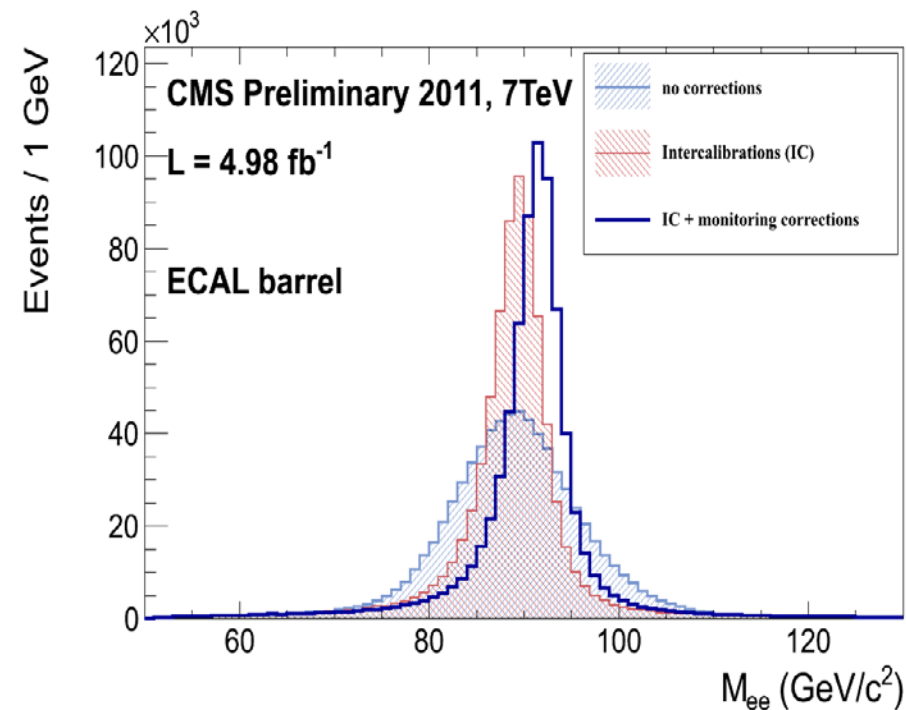 ×10³
Events / 1 GeV
120
100
80
60
40
20
0
CMS Preliminary 2011, 7TeV
L = 4.98 fb⁻¹
ECAL barrel
no corrections
Intercalibrations (IC)
IC + monitoring corrections
60 80 100 120
Mee (GeV/c²)